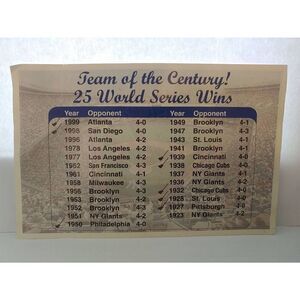 Team of the Century!
25 World Series Wins
Year Opponent Year Opponent
1999 Atlanta 4-0 1949 Brooklyn 4-1
1998 San Diego 4-0 1947 Brooklyn 4-3
1996 Atlanta 4-2 1943 St. Louis 4-1
1978 Los Angeles 4-2 1941 Brooklyn 4-1
1977 Los Angeles 4-2 1939 Cincinnati 4-0
1962 San Francisco 4-3 1938 Chicago Cubs 4-0
1961 Cincinnati 4-1 1937 NY Giants 4-1
1958 Milwaukee 4-3 1936 NY Giants 4-2
1956 Brooklyn 4-3 1932 Chicago Cubs 4-0
1953 Brooklyn 4-2 1928 St. Louis 4-0
1952 Brooklyn 4-3 1927 Pittsburgh 4-0
1951 NY Giants 4-2 1923 NY Giants 4-2
1950 Philadelphia 4-0